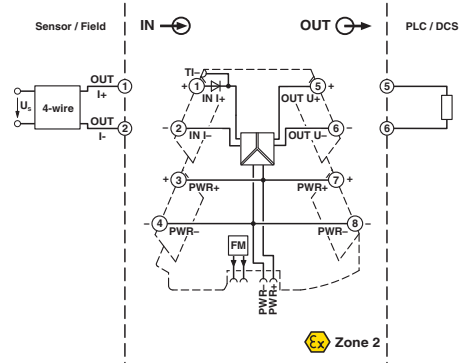 Sensor / Field
IN
OUT
PLC / DCS
TI–
OUT
I+
1
+ 1
IN I+
5 +
OUT U+
5
Us
4-wire
OUT
I-
2
– 2
IN I–
OUT U–
6 –
6
+ 3
PWR+
PWR+
7 +
– 4
PWR–
PWR–
8 –
FM
PWR–
PWR+
Ex
Zone 2